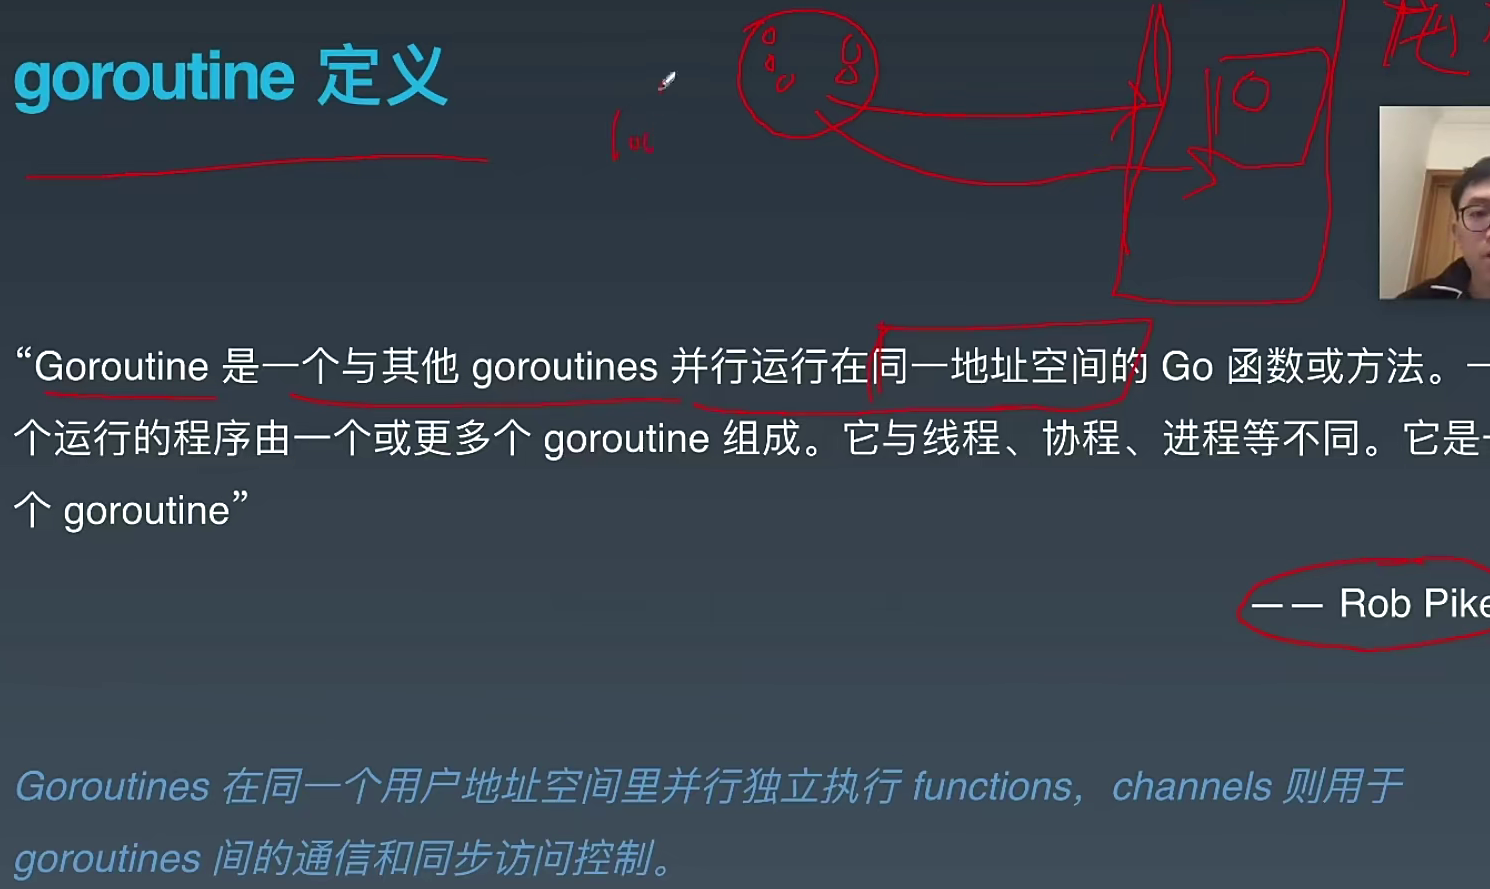 goroutine 定义
“Goroutine 是一个与其他 goroutines 并行运行在同一地址空间的 Go 函数或方法。一
个运行的程序由一个或更多个 goroutine 组成。它与线程、协程、进程等不同。它是一
个 goroutine”
—— Rob Pike
Goroutines 在同一个用户地址空间里并行独立执行 functions，channels 则用于
goroutines 间的通信和同步访问控制。